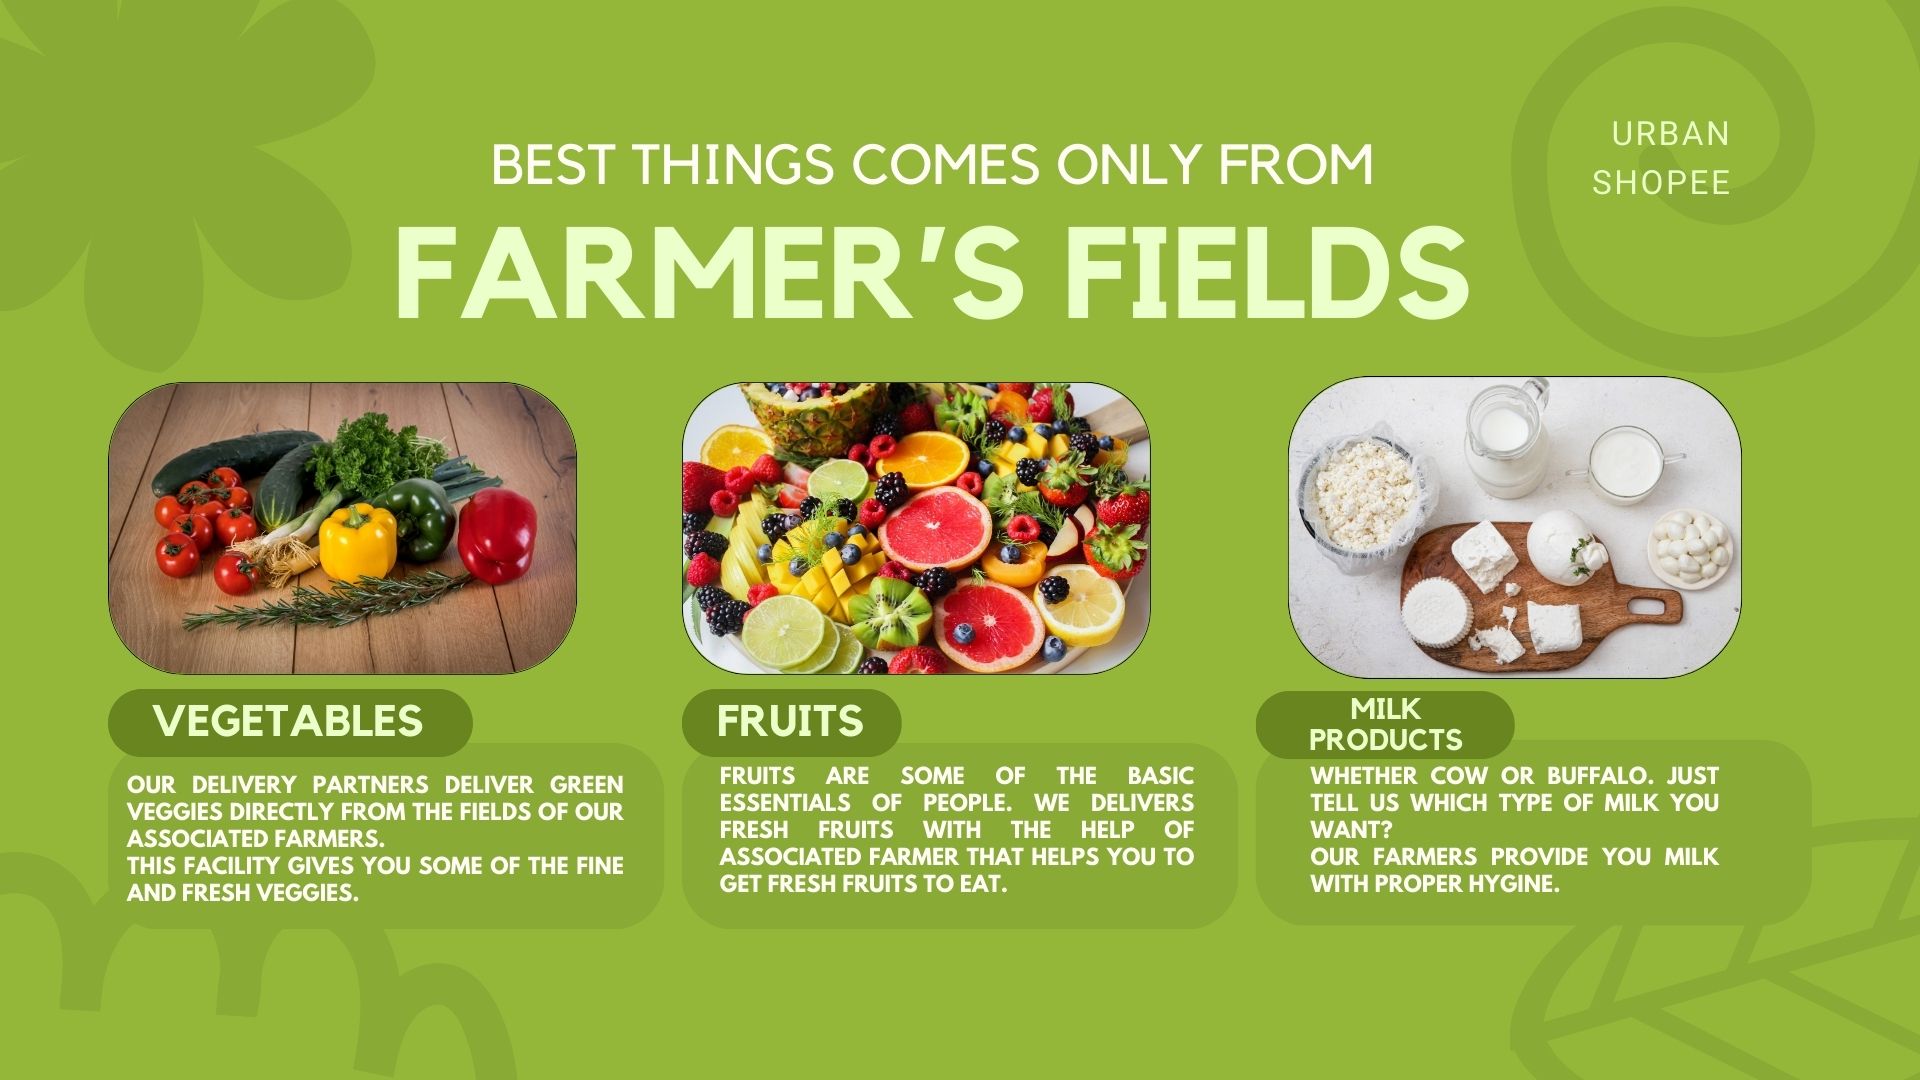 URBAN
SHOPEE
BEST THINGS COMES ONLY FROM
FARMER'S FIELDS
VEGETABLES
OUR DELIVERY PARTNERS DELIVER GREEN
VEGGIES DIRECTLY FROM THE FIELDS OF OUR
ASSOCIATED FARMERS.
THIS FACILITY GIVES YOU SOME OF THE FINE
AND FRESH VEGGIES.
FRUITS
FRUITS ARE SOME OF THE BASIC
ESSENTIALS OF PEOPLE. WE DELIVERS
FRESH FRUITS WITH THE HELP OF
ASSOCIATED FARMER THAT HELPS YOU TO
GET FRESH FRUITS TO EAT.
MILK
PRODUCTS
WHETHER COW OR BUFFALO. JUST
TELL US WHICH TYPE OF MILK YOU
WANT?
OUR FARMERS PROVIDE YOU MILK
WITH PROPER HYGINE.